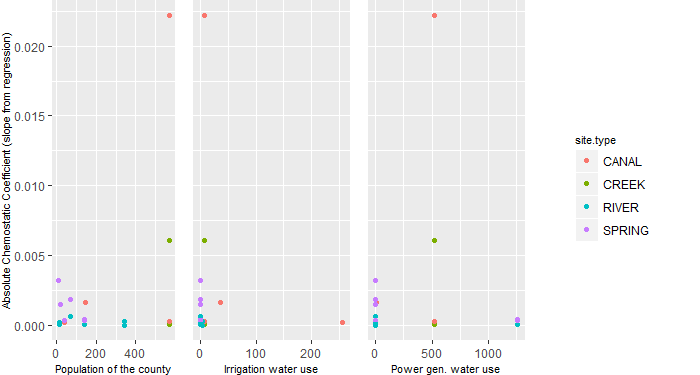 Absolute Chemostatic Coefficient (slope from regression)
0.020
0.015
0.010
0.005
0.000
0 200 400
0 100 200
0 500 1000
Population of the county
Irrigation water use
Power gen. water use
site.type
CANAL
CREEK
RIVER
SPRING